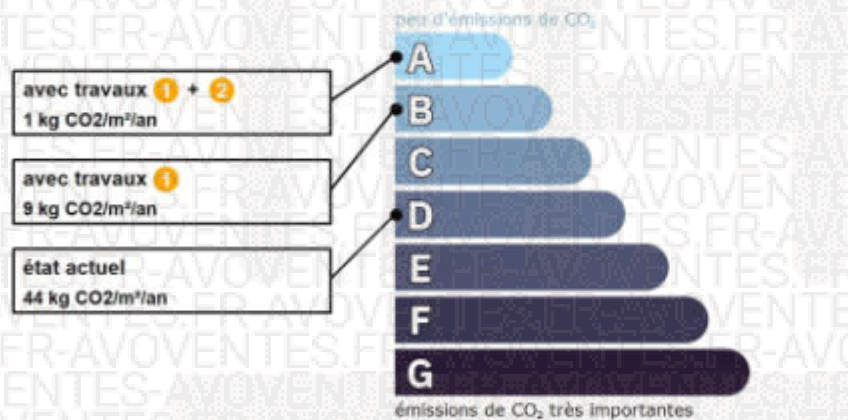 peu d'émissions de CO₂
A
avec travaux 1 + 2
1 kg CO2/m²/an
B
avec travaux 1
9 kg CO2/m²/an
C
D
état actuel
44 kg CO2/m²/an
E
F
G
émissions de CO₂ très importantes